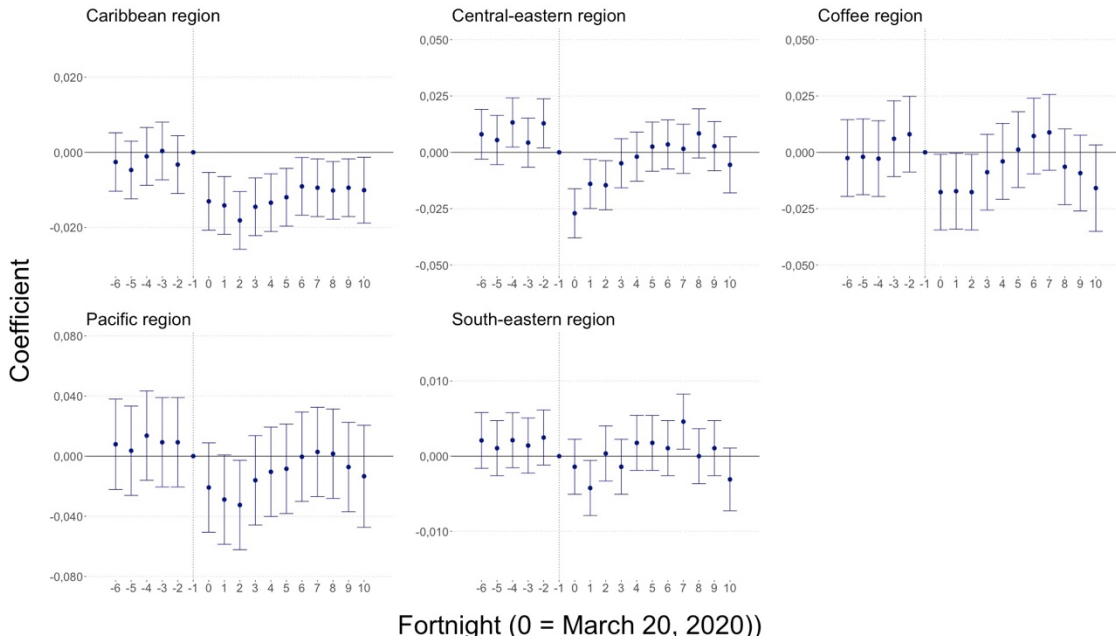 Caribbean region
Central-eastern region
Coffee region
0,020
0,000
-0,020
-6 -5 -4 -3 -2 -1 0 1 2 3 4 5 6 7 8 9 10
0,050
0,025
0,000
-0,025
-0,050
-6 -5 -4 -3 -2 -1 0 1 2 3 4 5 6 7 8 9 10
0,050
0,025
0,000
-0,025
-0,050
-6 -5 -4 -3 -2 -1 0 1 2 3 4 5 6 7 8 9 10
Coefficient
Pacific region
South-eastern region
0,080
0,040
0,000
-0,040
-0,080
-6 -5 -4 -3 -2 -1 0 1 2 3 4 5 6 7 8 9 10
0,010
0,000
-0,010
-6 -5 -4 -3 -2 -1 0 1 2 3 4 5 6 7 8 9 10
Fortnight (0 = March 20, 2020))